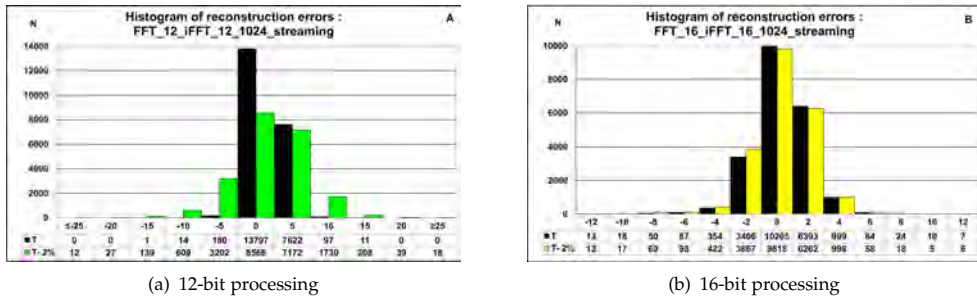 Histogram of reconstruction errors :
FFT_12_iFFT_12_1024_streaming
A
N
14000
12000
10000
8000
6000
4000
2000
0
≤-25 -20 -15 -10 -5 0 5 10 15 20 ≥25
T 0 0 1 14 180 13797 7622 97 11 0 0
T- 2% 12 27 139 609 3202 8568 7172 1730 208 39 18
(a) 12-bit processing
Histogram of reconstruction errors :
FFT_16_iFFT_16_1024_streaming
B
N
10000
8000
6000
4000
2000
0
-12 -10 -8 -6 -4 -2 0 2 4 6 8 10 12
T 18 50 87 354 3406 10205 6393 999 84 24 7
T- 2% 12 17 69 98 422 3867 9818 6262 998 58 18 5
(b) 16-bit processing